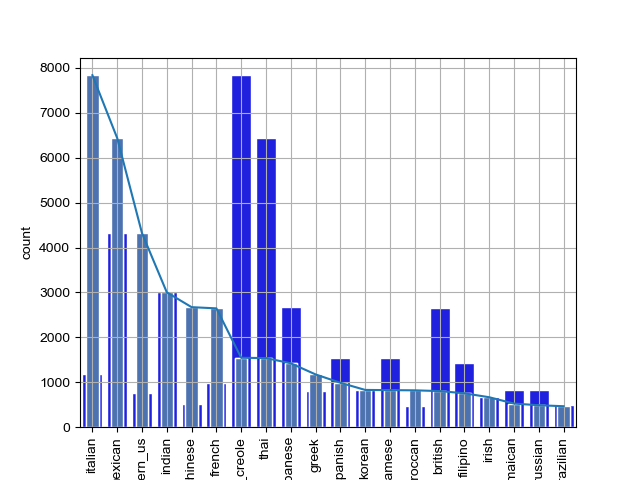 8000
7000
6000
5000
4000
3000
2000
1000
0
count
italian
exican
ern_us
indian
hinese
french
_creole
thai
panese
greek
panish
korean
amese
roccan
british
filipino
irish
maican
ussian
razilian